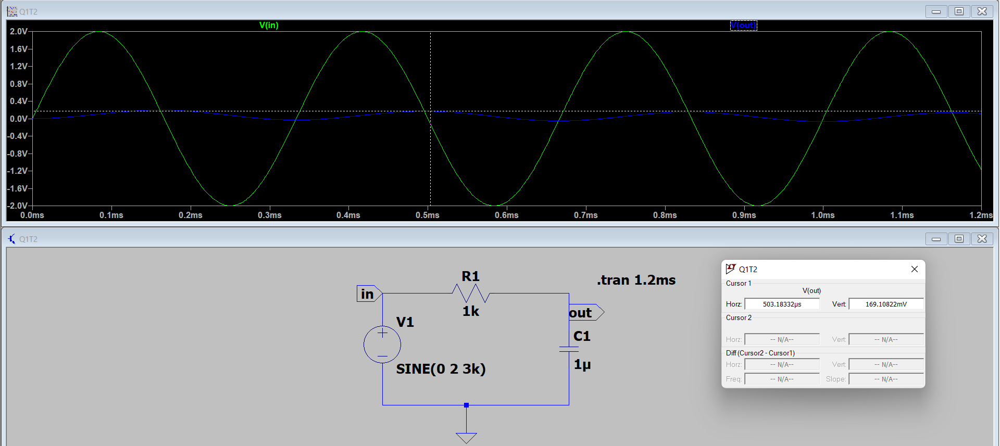 Q1T2
V(in)
V(out)
2.0V
1.6V
1.2V
0.8V
0.4V
0.0V
-0.4V
-0.8V
-1.2V
-1.6V
-2.0V
0.0ms 0.1ms 0.2ms 0.3ms 0.4ms 0.5ms 0.6ms 0.7ms 0.8ms 0.9ms 1.0ms 1.1ms 1.2ms
Q1T2
R1
1k
in
V1
SINE(0 2 3k)
out
C1
1µ
.tran 1.2ms
Q1T2
Cursor 1
V(out)
Horz: 503.18332µs Vert: 169.10822mV
Cursor 2
Horz: -- N/A-- Vert: -- N/A--
Diff (Cursor2 - Cursor1)
Horz: -- N/A-- Vert: -- N/A--
Freq: -- N/A-- Slope: -- N/A--